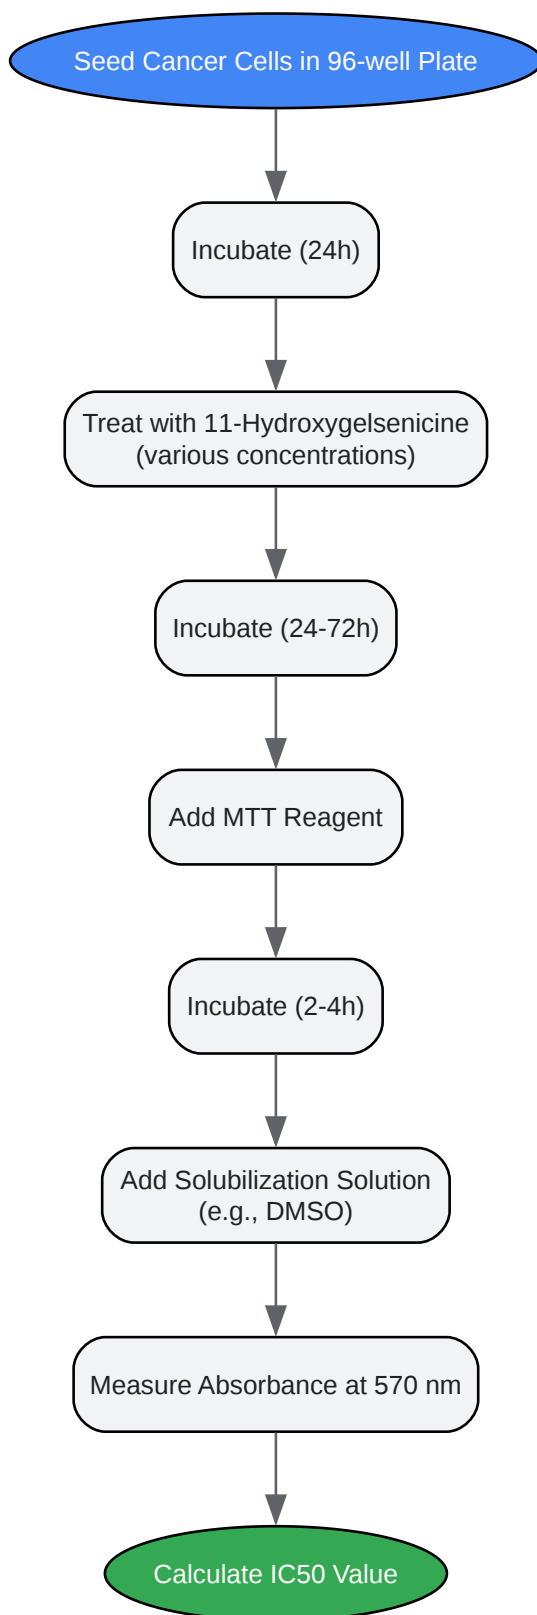 Seed Cancer Cells in 96-well Plate
Incubate (24h)
Treat with 11-Hydroxygelsenicine
(various concentrations)
Incubate (24-72h)
Add MTT Reagent
Incubate (2-4h)
Add Solubilization Solution
(e.g., DMSO)
Measure Absorbance at 570 nm
Calculate IC50 Value